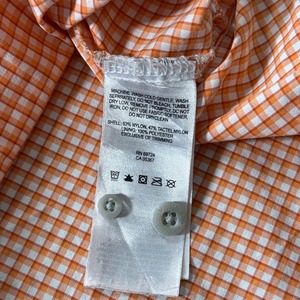 MACHINE WASH COLD GENTLE, WASH
SEPARATELY, DO NOT BLEACH, TUMBLE
DRY LOW, REMOVE PROMPTLY, DO NOT
IRON, DO NOT USE FABRIC SOFTENER,
DO NOT DRYCLEAN
SHELL: 53% NYLON, 47% TACTEL NYLON
LINING: 100% POLYESTER
EXCLUSIVE OF TRIMMING
RN 69724
CA 05367